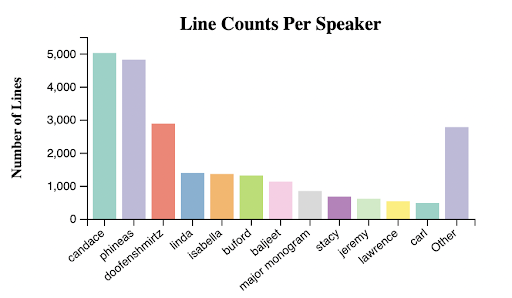 Line Counts Per Speaker
Number of Lines
5,000
4,000
3,000
2,000
1,000
0
candace
phineas
doofenshmirtz
linda
isabella
buford
baljeet
major monogram
stacy
jeremy
lawrence
carl
Other